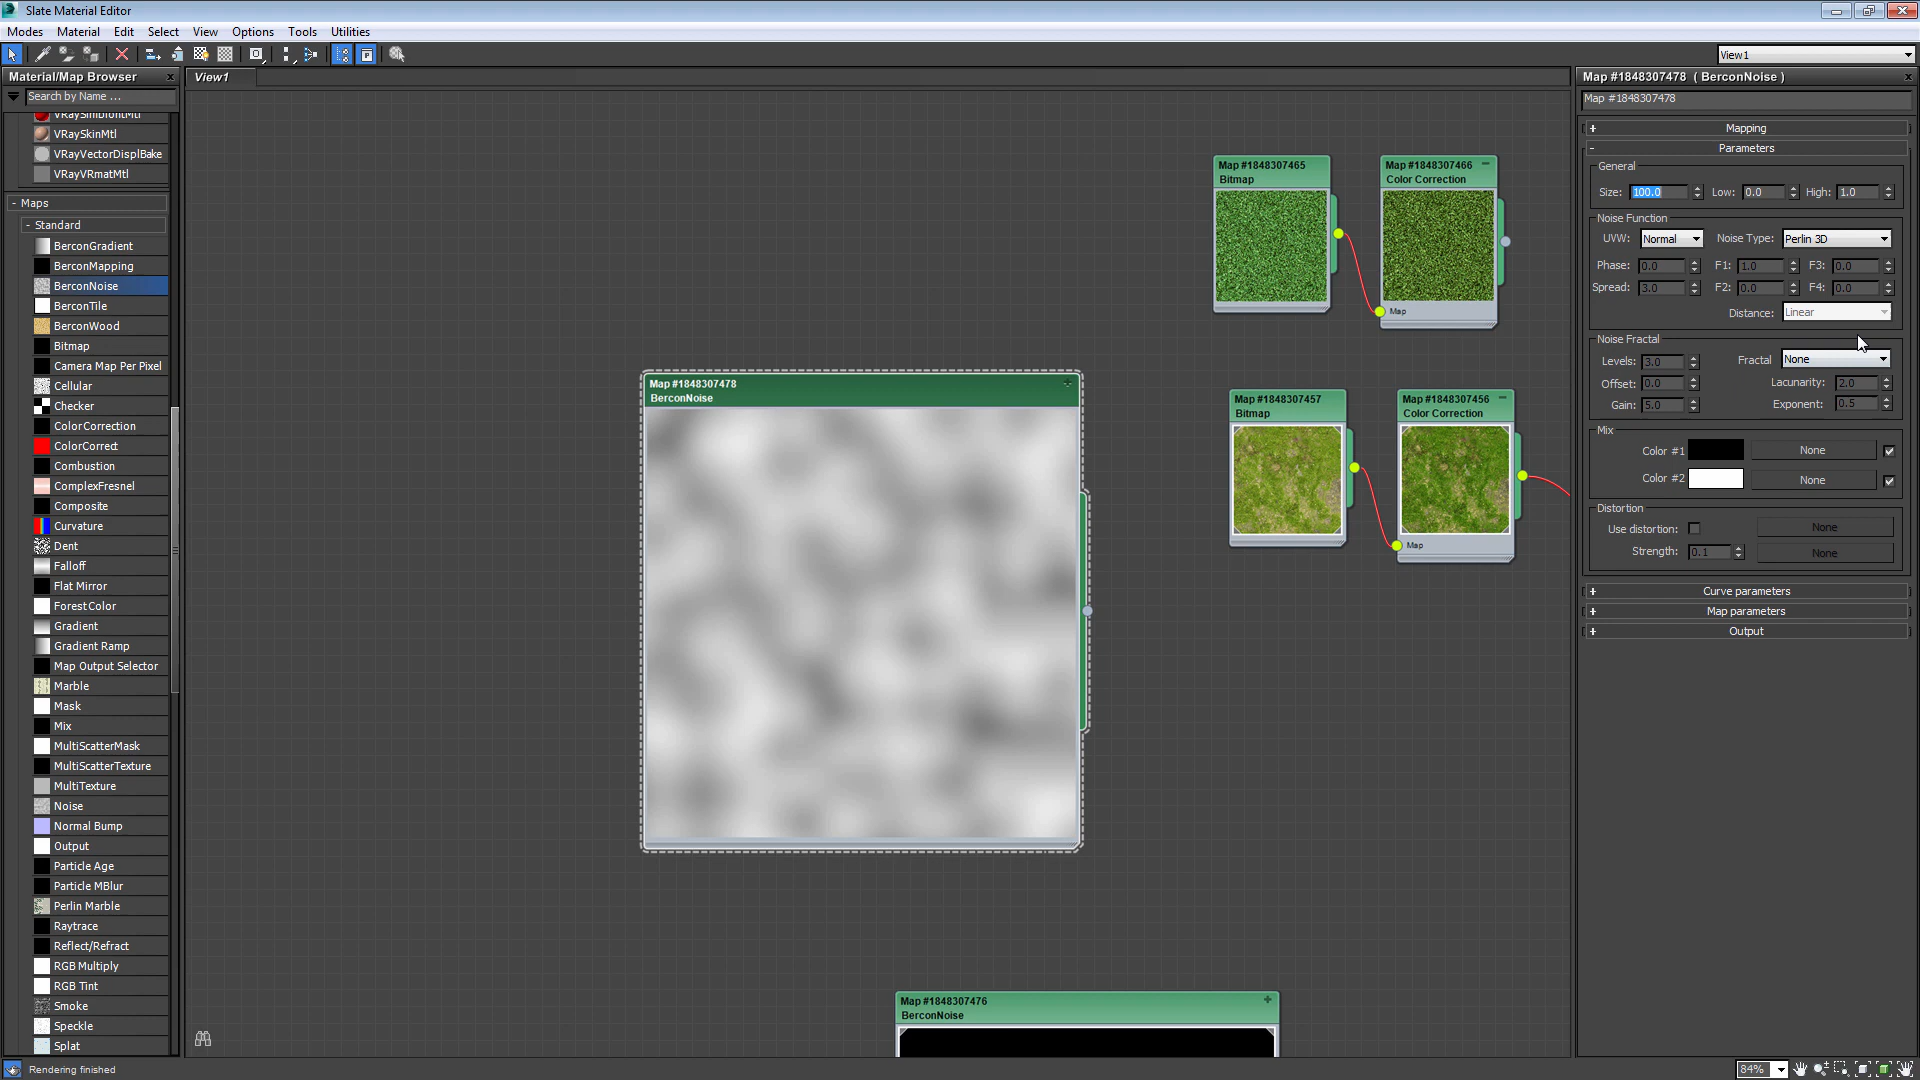 Slate Material Editor
Modes Material Edit Select View Options Tools Utilities
View1
Material/Map Browser
Search by Name ...
VRaySimbiontMtl
VRaySkinMtl
VRayVectorDisplBake
VRayVRmatMtl
- Maps
- Standard
BerconGradient
BerconMapping
BerconNoise
BerconTile
BerconWood
Bitmap
Camera Map Per Pixel
Cellular
Checker
ColorCorrection
ColorCorrect
Combustion
ComplexFresnel
Composite
Curvature
Dent
Falloff
Flat Mirror
ForestColor
Gradient
Gradient Ramp
Map Output Selector
Marble
Mask
Mix
MultiScatterMask
MultiScatterTexture
MultiTexture
Noise
Normal Bump
Output
Particle Age
Particle MBlur
Perlin Marble
Raytrace
Reflect/Refract
RGB Multiply
RGB Tint
Smoke
Speckle
Splat
View1
Map #1848307465
Bitmap
Map #1848307466
Color Correction
Map
Map #1848307478
BerconNoise
Map #1848307457
Bitmap
Map #1848307456
Color Correction
Map
Map #1848307476
BerconNoise
Map #1848307478 ( BerconNoise )
Map #1848307478
+ Mapping
- Parameters
General
Size: 100.0 Low: 0.0 High: 1.0
Noise Function
UVW: Normal Noise Type: Perlin 3D
Phase: 0.0 F1: 1.0 F3: 0.0
Spread: 3.0 F2: 0.0 F4: 0.0
Distance: Linear
Noise Fractal
Levels: 3.0 Fractal None
Offset: 0.0 Lacunarity: 2.0
Gain: 5.0 Exponent: 0.5
Mix
Color #1 None
Color #2 None
Distortion
Use distortion: None
Strength: 0.1 None
+ Curve parameters
+ Map parameters
+ Output
Rendering finished
84%